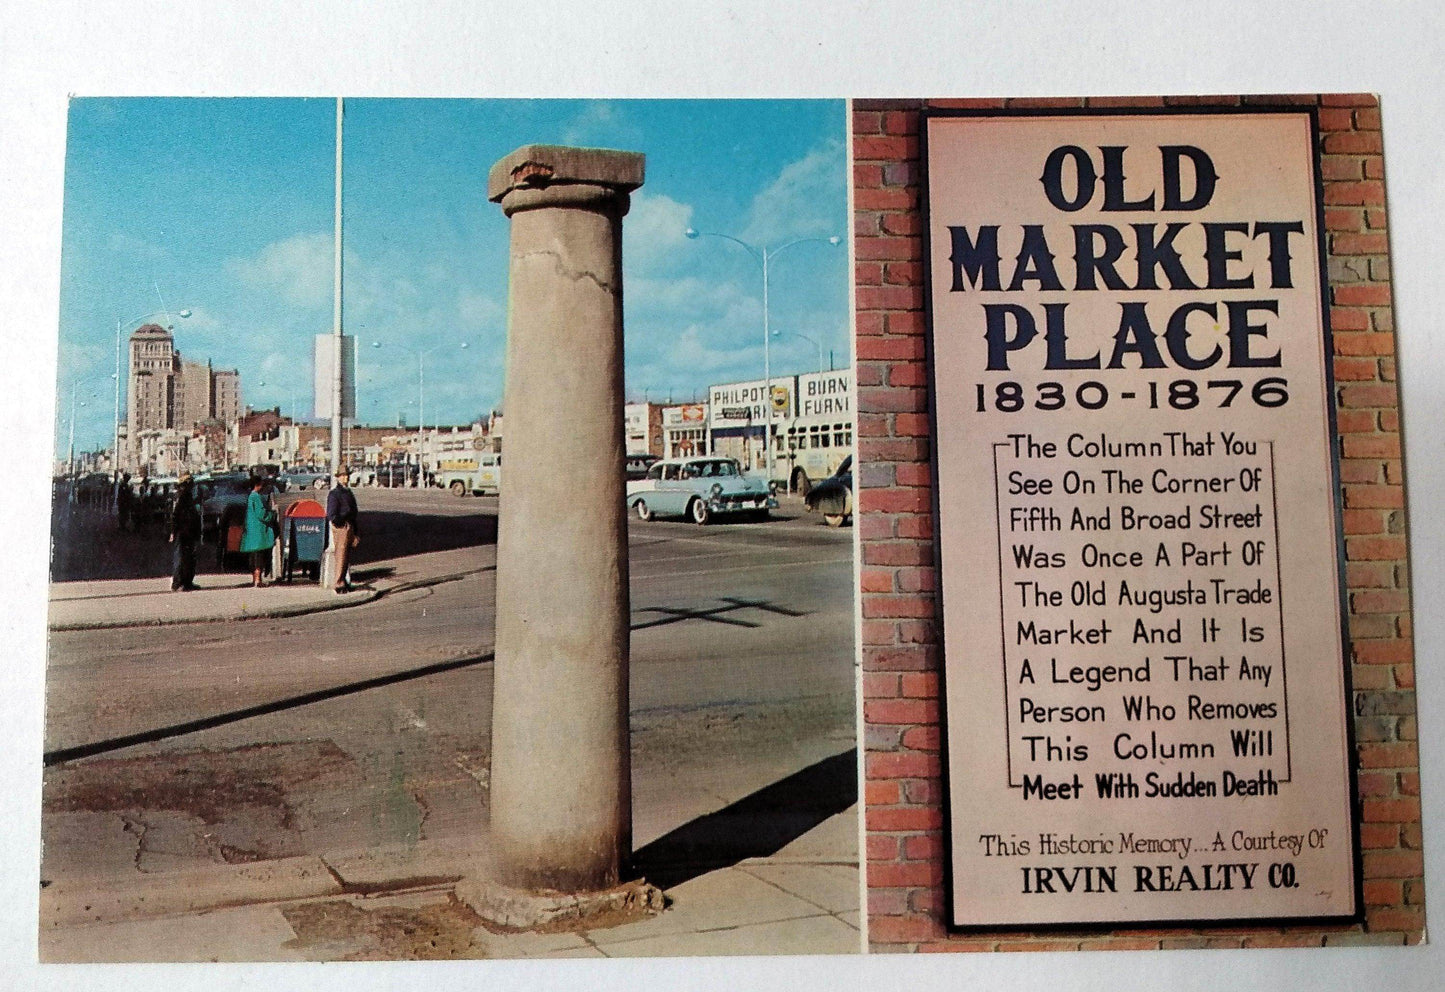 OLD
MARKET
PLACE
1830-1876
The Column That You
See On The Corner Of
Fifth And Broad Street
Was Once A Part Of
The Old Augusta Trade
Market And It Is
A Legend That Any
Person Who Removes
This Column Will
Meet With Sudden Death
This Historic Memory... A Courtesy Of
IRVIN REALTY CO.
PHILPOT
BURN
FURNI